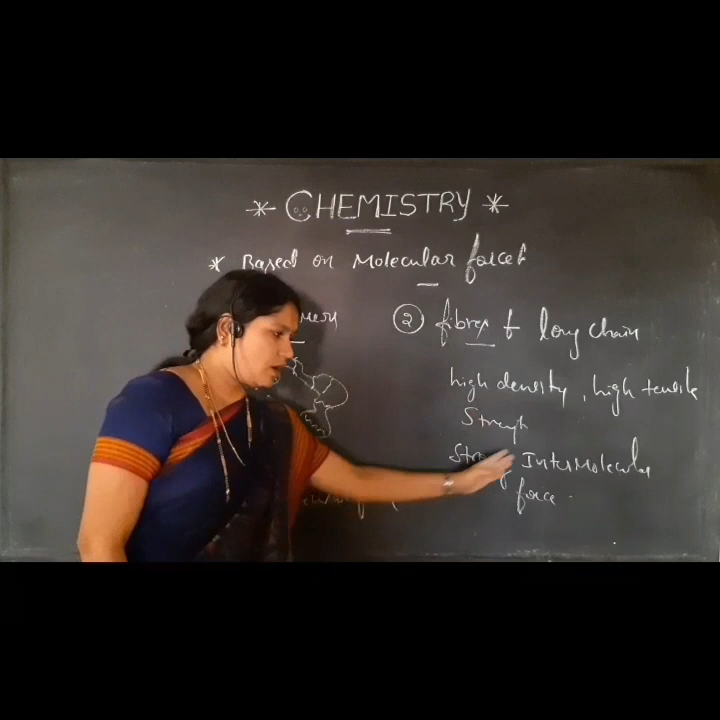 * CHEMISTRY *
* Based on Molecular forces
② fibres & long chain
high density, high tensile
Strength
Intermolecular
force.